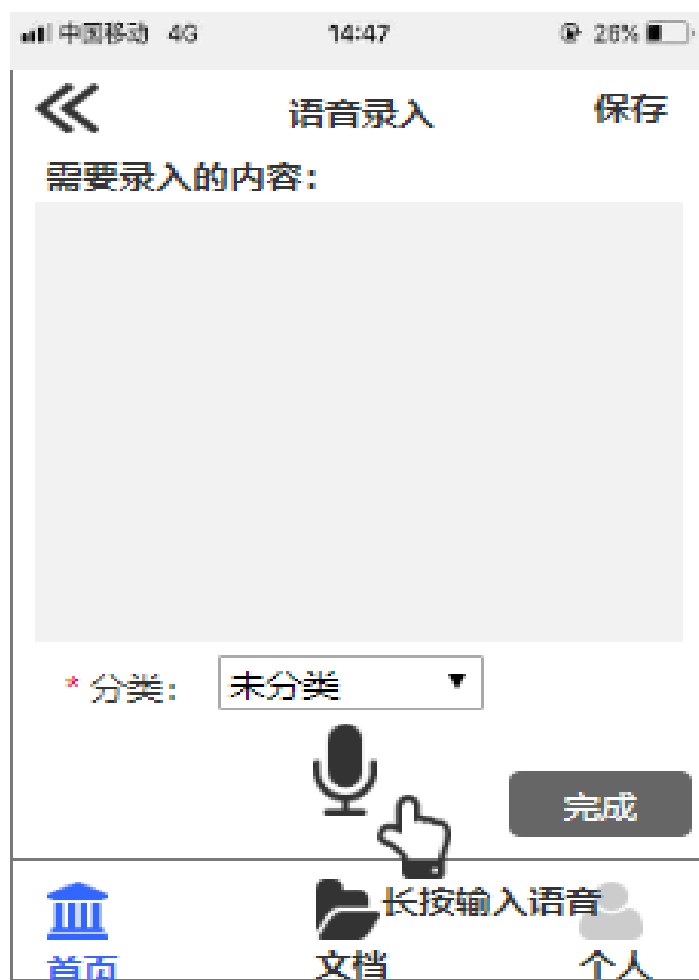 中国移动 4G 14:47 26%
语音录入 保存
需要录入的内容：
* 分类： 未分类
完成
长按输入语音
首页 文档 个人